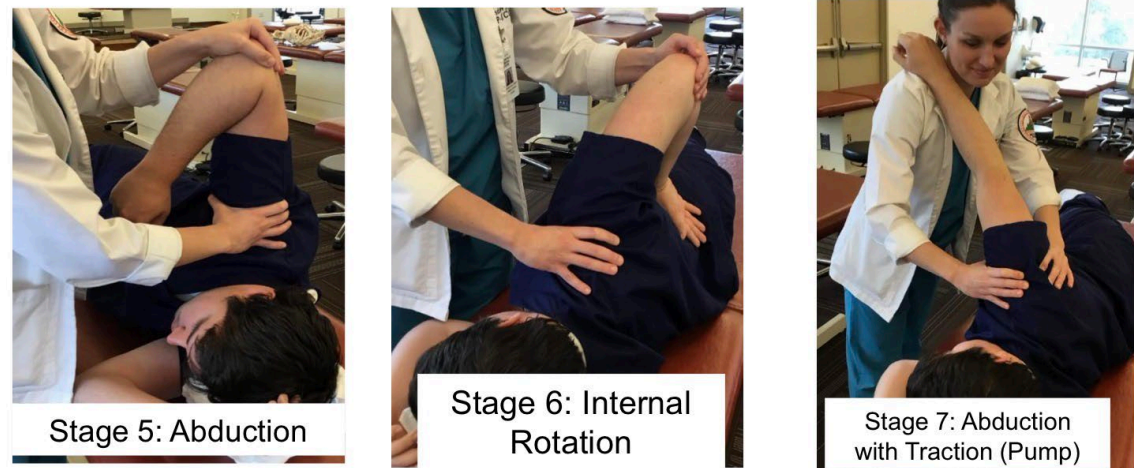 Stage 5: Abduction
Stage 6: Internal
Rotation
Stage 7: Abduction
with Traction (Pump)